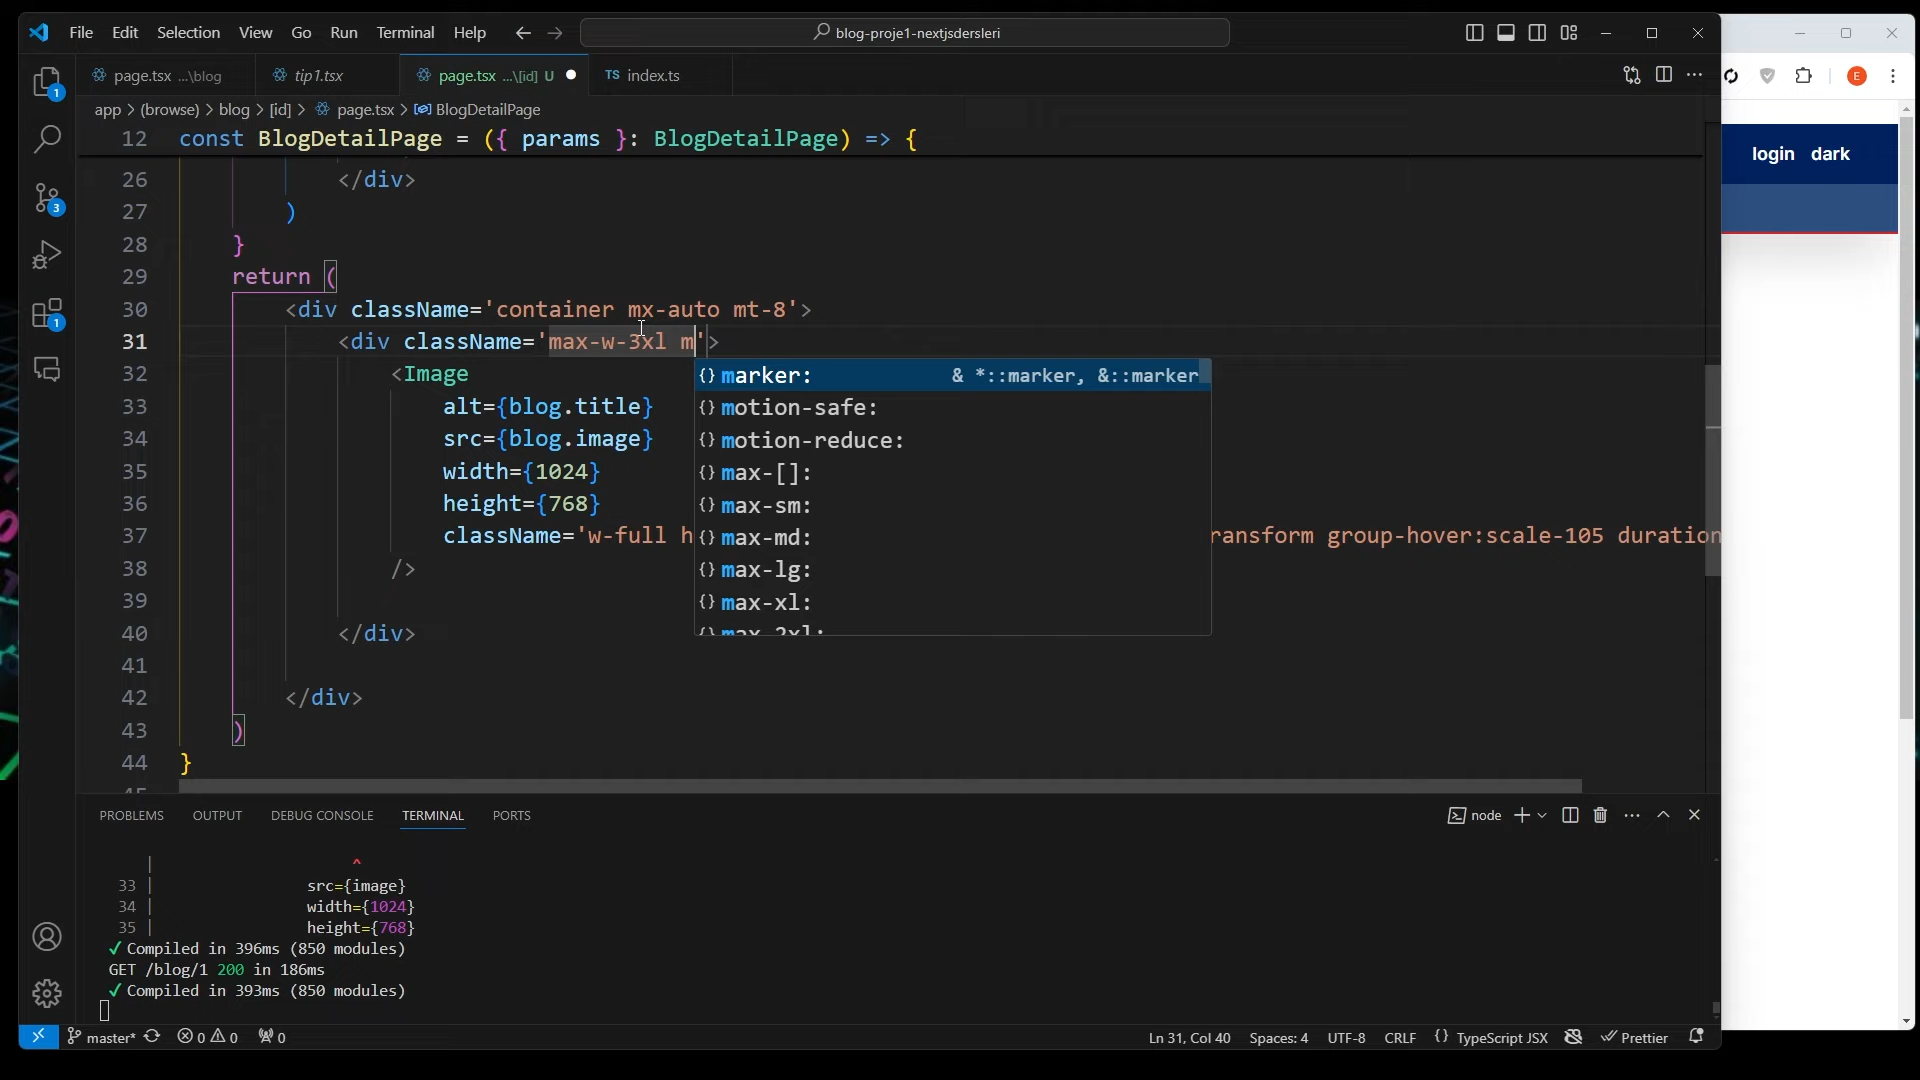 File Edit Selection View Go Run Terminal Help
blog-proje1-nextjsdersleri
page.tsx ...\blog
tip1.tsx
page.tsx ...\[id] U
TS index.ts
app > (browse) > blog > [id] > page.tsx > BlogDetailPage
12 const BlogDetailPage = ({ params }: BlogDetailPage) => {
26 </div>
27 )
28 }
29 return (
30 <div className='container mx-auto mt-8'>
31 <div className='max-w-3xl m'>
32 <Image
33 alt={blog.title}
34 src={blog.image}
35 width={1024}
36 height={768}
37 className='w-full h ransform group-hover:scale-105 duration
38 />
39
40 </div>
41
42 </div>
43 )
44 }
45
marker: & *::marker, &::marker
motion-safe:
motion-reduce:
max-[]:
max-sm:
max-md:
max-lg:
max-xl:
max-2xl:
login dark
E
1
3
1
PROBLEMS OUTPUT DEBUG CONSOLE TERMINAL PORTS
node
| ^
33 | src={image}
34 | width={1024}
35 | height={768}
✓ Compiled in 396ms (850 modules)
GET /blog/1 200 in 186ms
✓ Compiled in 393ms (850 modules)
master* 0 0 0
Ln 31, Col 40 Spaces: 4 UTF-8 CRLF {} TypeScript JSX Prettier